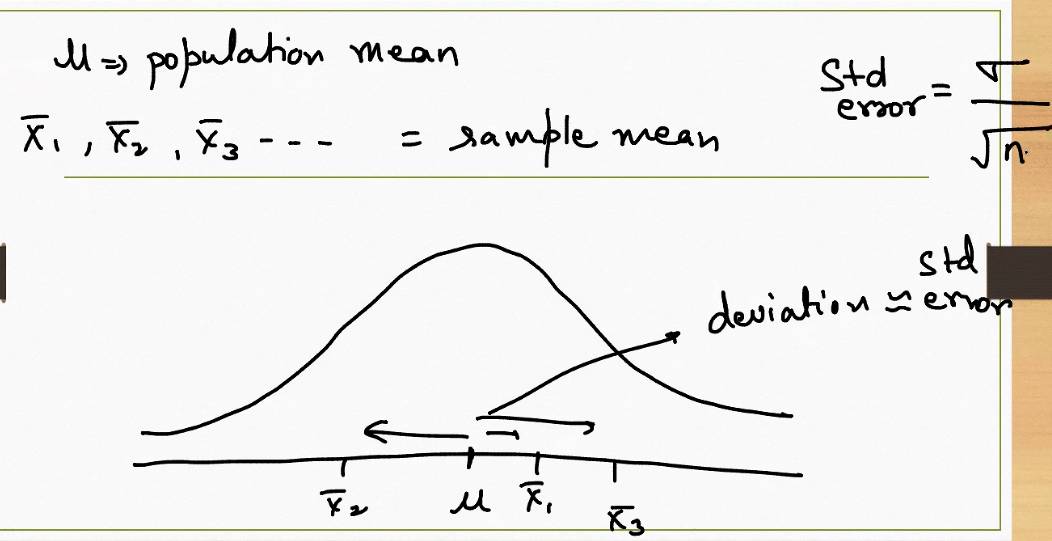 μ ⇒ population mean
Std error = σ / √n
x̄₁, x̄₂, x̄₃ --- = sample mean
deviation ≃ std error
x̄₂ μ x̄₁ x̄₃